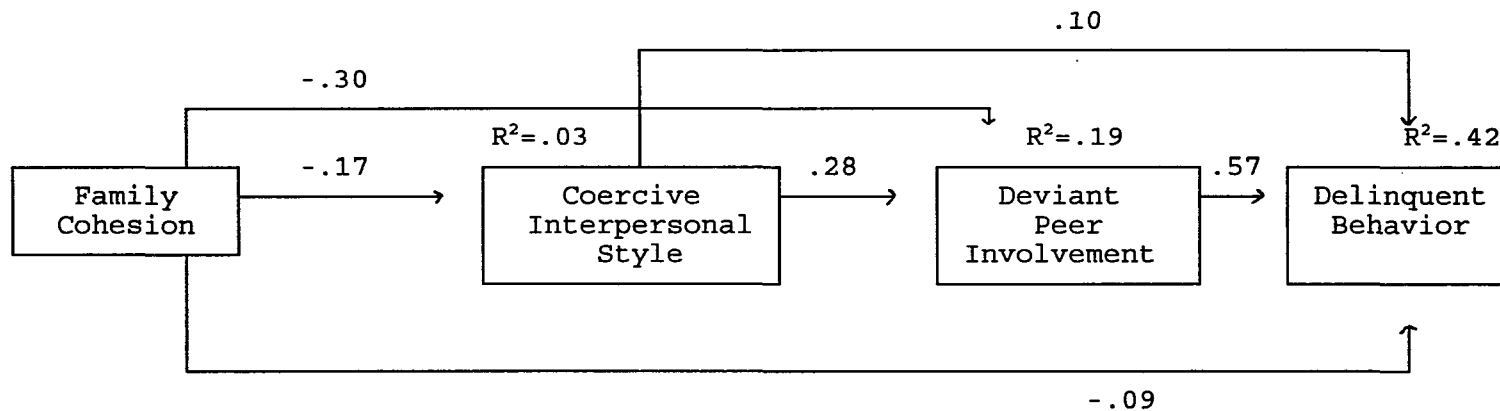 .10
-.30
R²=.03
R²=.19
R²=.42
-.17
.28
.57
Family
Cohesion
Coercive
Interpersonal
Style
Deviant
Peer
Involvement
Delinquent
Behavior
-.09